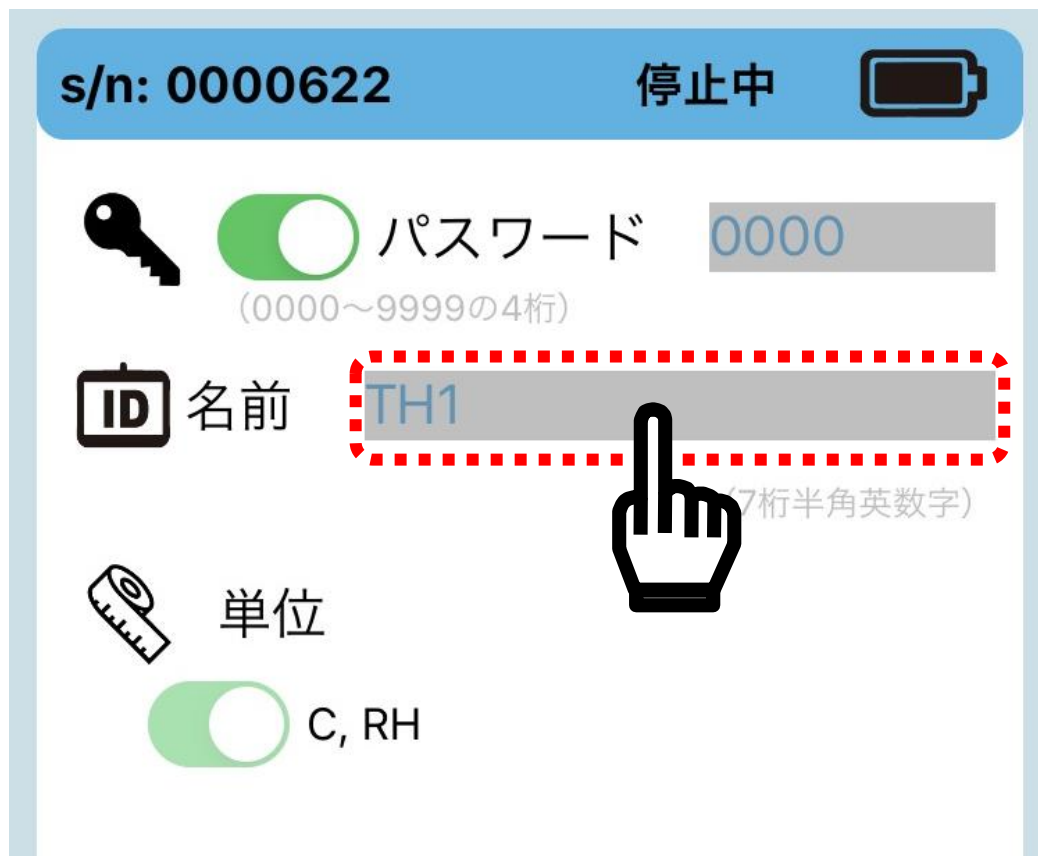 s/n: 0000622 停止中
パスワード 0000
(0000〜9999の4桁)
ID 名前 TH1
7桁半角英数字)
単位
C, RH